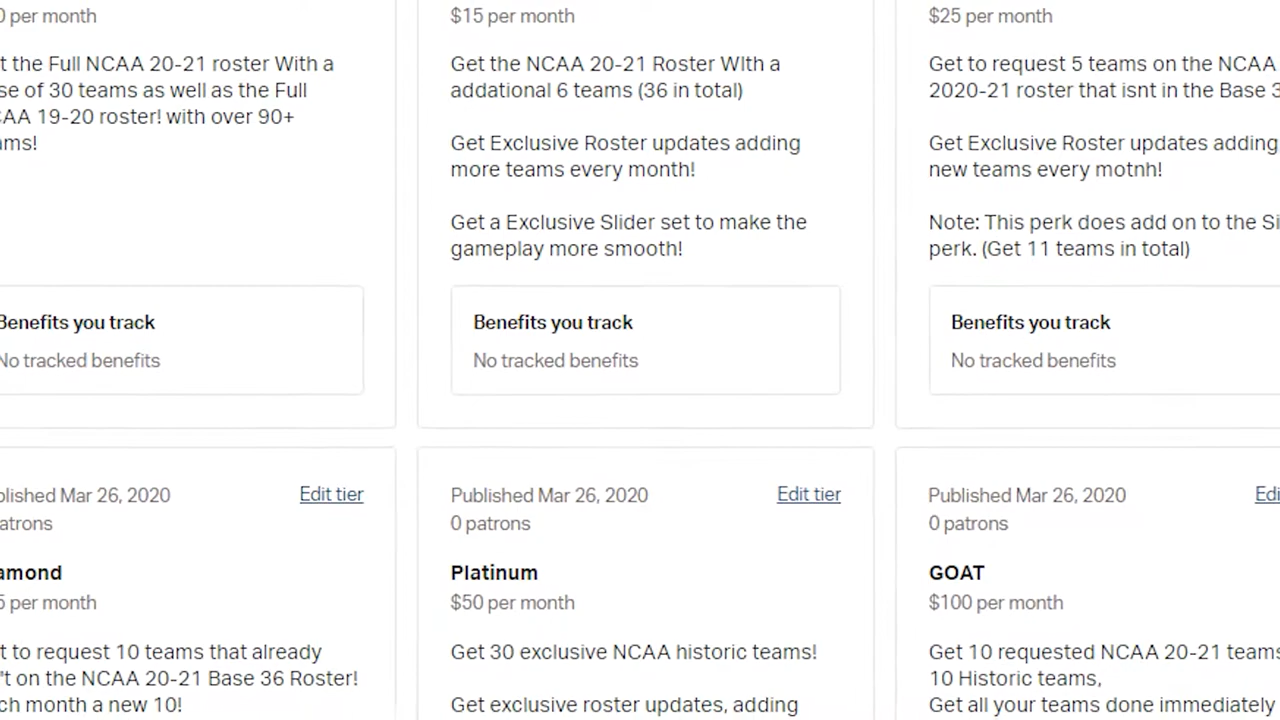 per month
the Full NCAA 20-21 roster With a
of 30 teams as well as the Full
19-20 roster! with over 90+
$15 per month
Get the NCAA 20-21 Roster WIth a
addational 6 teams (36 in total)
Get Exclusive Roster updates adding
more teams every month!
Get a Exclusive Slider set to make the
gameplay more smooth!
$25 per month
Get to request 5 teams on the NCAA
2020-21 roster that isnt in the Base
Get Exclusive Roster updates adding
new teams every motnh!
Note: This perk does add on to the
perk. (Get 11 teams in total)
Benefits you track
No tracked benefits
Benefits you track
No tracked benefits
Benefits you track
No tracked benefits
Mar 26, 2020
Edit tier
per month
to request 10 teams that already
on the NCAA 20-21 Base 36 Roster!
month a new 10!
Published Mar 26, 2020
Edit tier
0 patrons
Platinum
$50 per month
Get 30 exclusive NCAA historic teams!
Get exclusive roster updates, adding
Published Mar 26, 2020
0 patrons
GOAT
$100 per month
Get 10 requested NCAA 20-21 teams
10 Historic teams,
Get all your teams done immediately